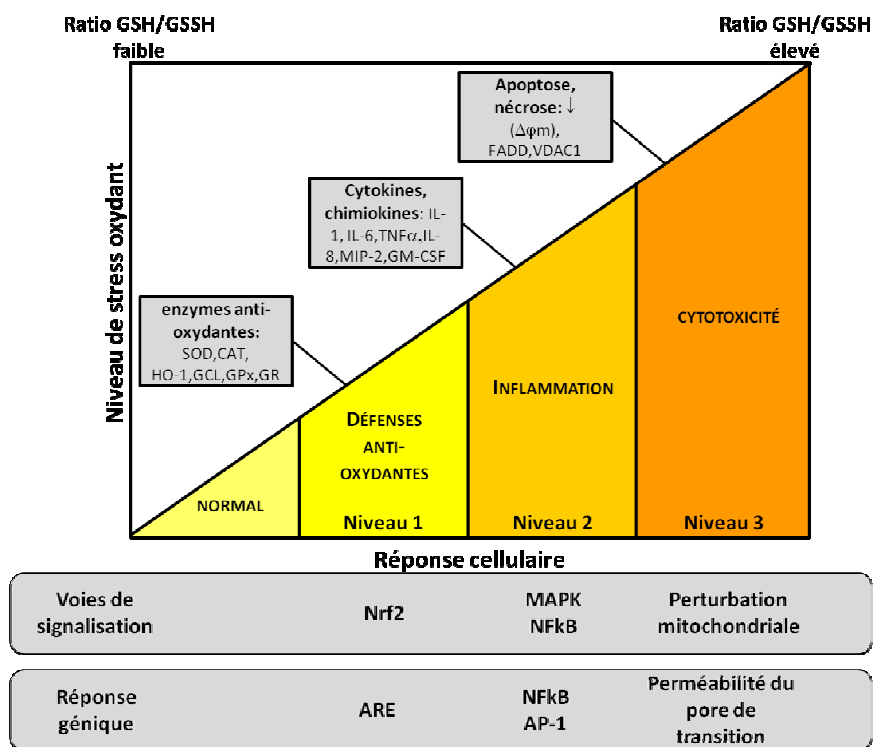 Ratio GSH/GSSH
faible
Ratio GSH/GSSH
élevé
Niveau de stress oxydant
Apoptose,
nécrose: ↓
(Δφm),
FADD,VDAC1
Cytokines,
chimiokines: IL-
1, IL-6,TNFα,IL-
8,MIP-2,GM-CSF
enzymes anti-
oxydantes:
SOD,CAT,
HO-1,GCL,GPx,GR
NORMAL
DÉFENSES
ANTI-
OXYDANTES
Niveau 1
INFLAMMATION
Niveau 2
CYTOTOXICITÉ
Niveau 3
Réponse cellulaire
Voies de
signalisation
Nrf2
MAPK
NFkB
Perturbation
mitochondriale
Réponse
génique
ARE
NFkB
AP-1
Perméabilité du
pore de
transition